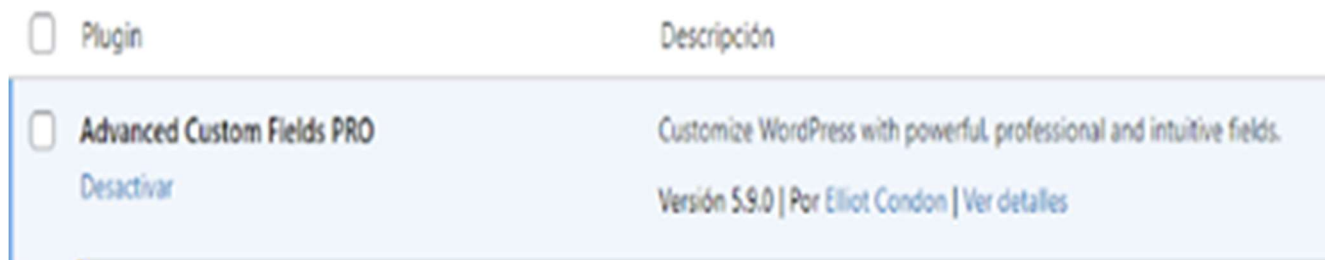 Plugin Descripción
Advanced Custom Fields PRO Customize WordPress with powerful, professional and intuitive fields.
Desactivar
Versión 5.9.0 | Por Elliot Condon | Ver detalles